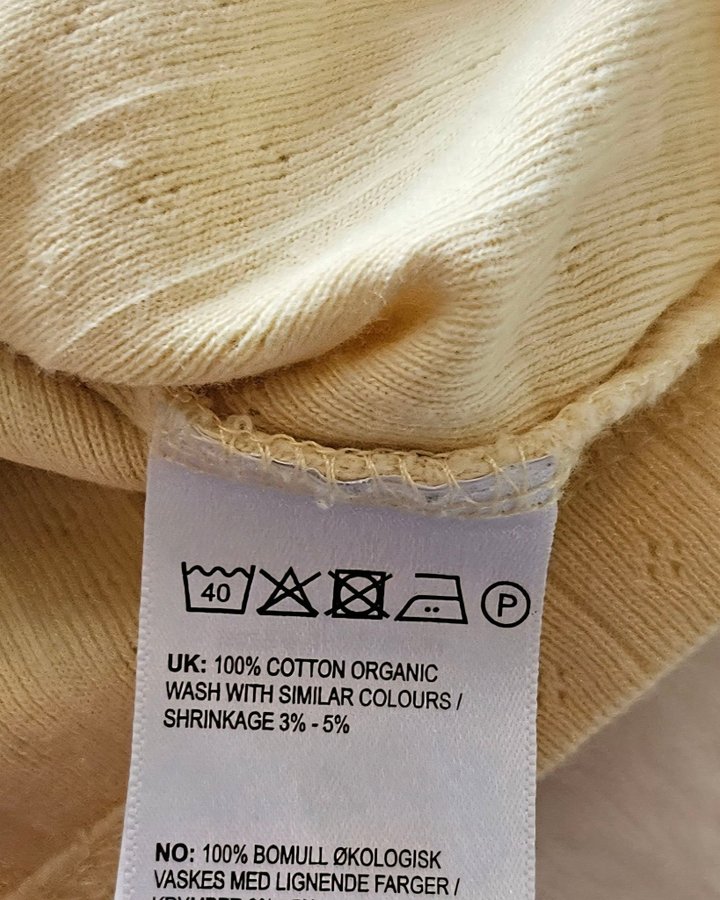 40 P
UK: 100% COTTON ORGANIC
WASH WITH SIMILAR COLOURS /
SHRINKAGE 3% - 5%
NO: 100% BOMULL ØKOLOGISK
VASKES MED LIGNENDE FARGER /